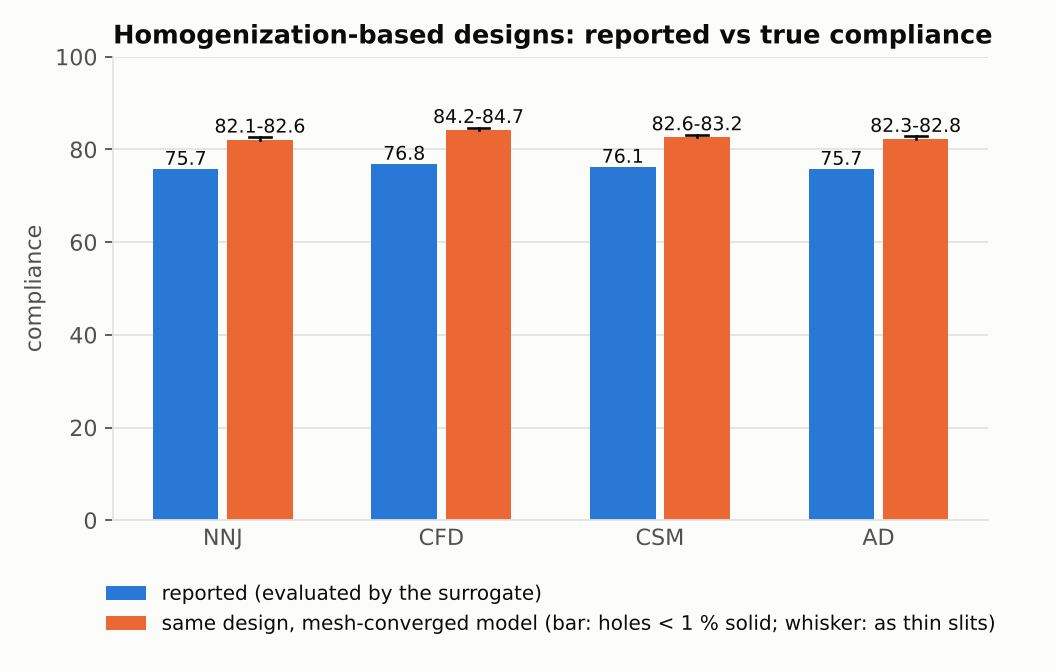 Homogenization-based designs: reported vs true compliance
compliance
100
80
60
40
20
0
75.7
82.1-82.6
76.8
84.2-84.7
76.1
82.6-83.2
75.7
82.3-82.8
NNJ
CFD
CSM
AD
reported (evaluated by the surrogate)
same design, mesh-converged model (bar: holes < 1 % solid; whisker: as thin slits)